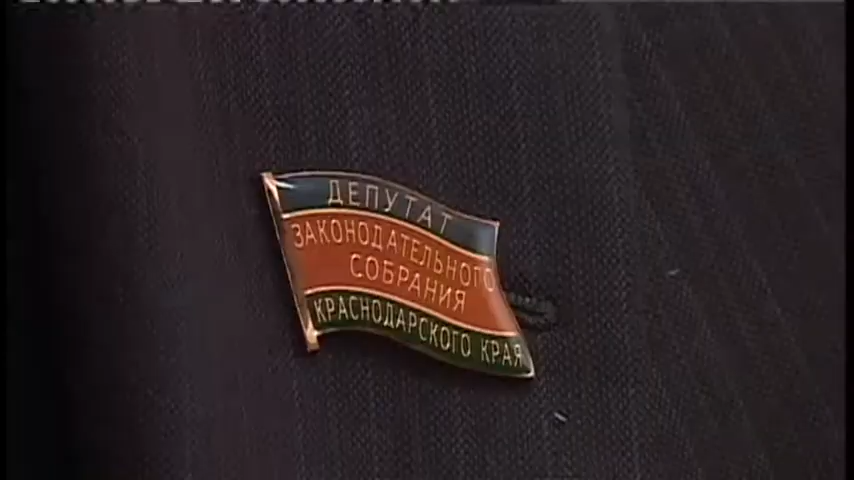 ДЕПУТАТ
ЗАКОНОДАТЕЛЬНОГО
СОБРАНИЯ
КРАСНОДАРСКОГО КРАЯ